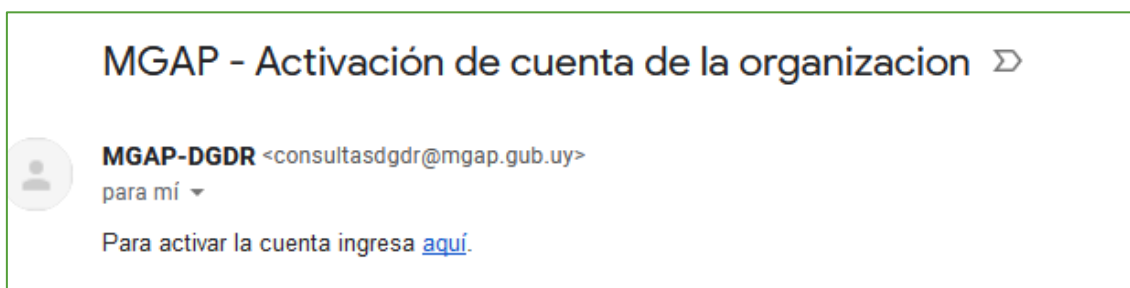 MGAP - Activación de cuenta de la organizacion
MGAP-DGDR <consultasdgdr@mgap.gub.uy>
para mí
Para activar la cuenta ingresa aquí.